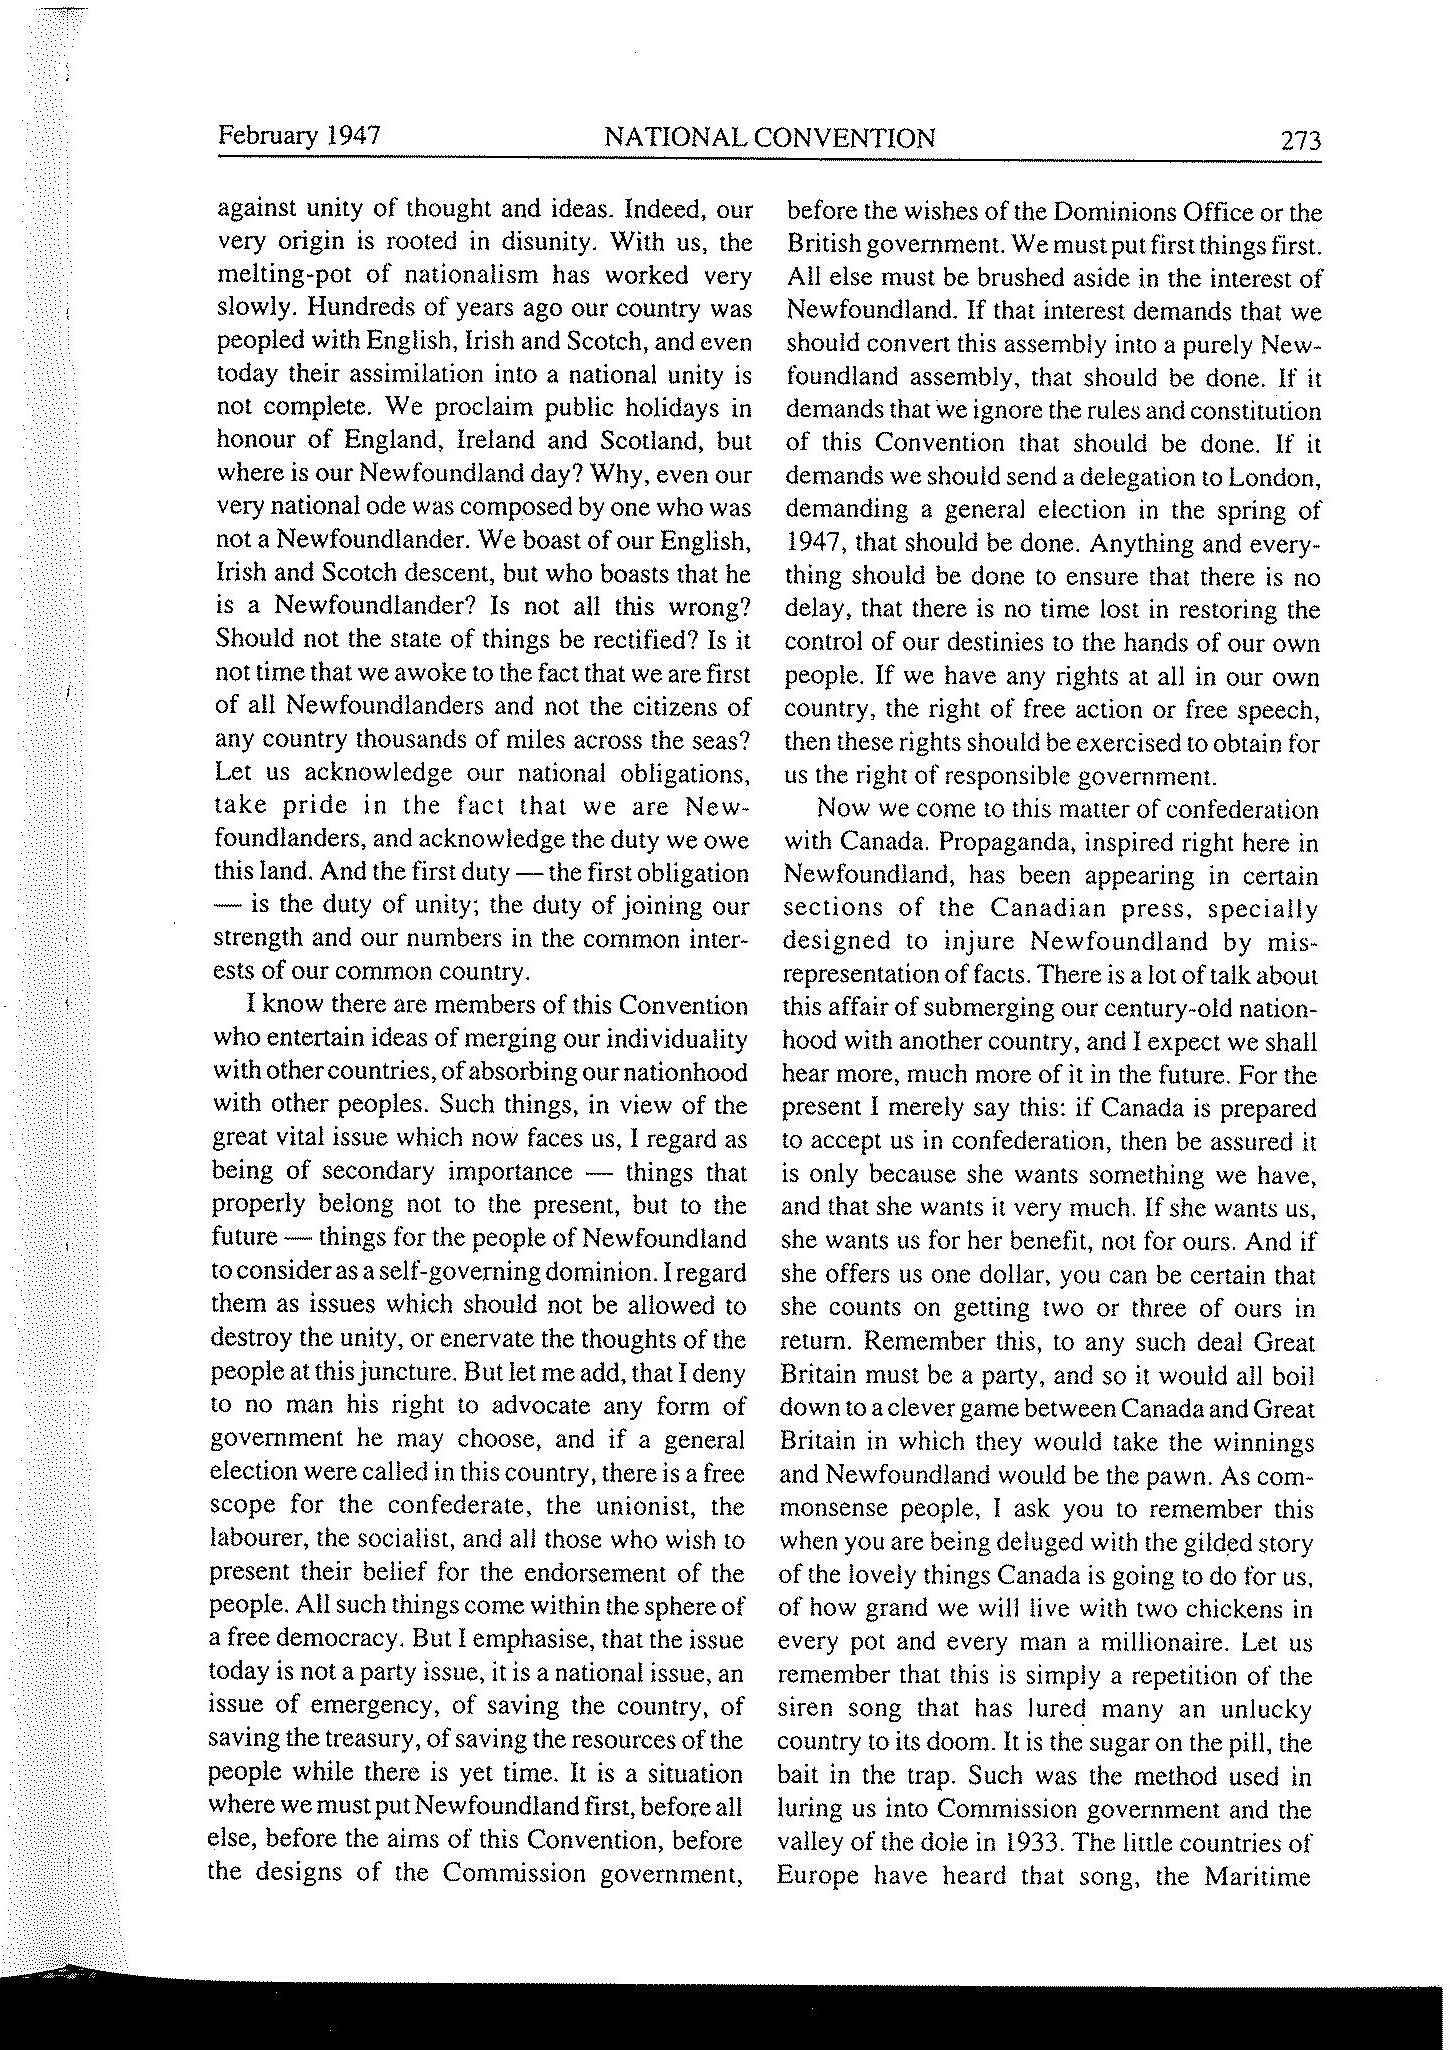 February 1947 NATIONAL CONVENTION 273
against unity of thought and ideas. Indeed, our
very origin is rooted in disunity. With us, the
melting-pot of nationalism has worked very
slowly. Hundreds of years ago our country was
peopled with English, Irish and Scotch, and even
today their assimilation into a national unity is
not complete. We proclaim public holidays in
honour of England, Ireland and Scotland, but
where is our Newfoundland day? Why, even our
very national ode was composed by one who was
not a Newfoundlander. We boast of our English,
Irish and Scotch descent, but who boasts that he
is a Newfoundlander? Is not all this wrong?
Should not the state of things be rectified? Is it
not time that we awoke to the fact that we are first
of all Newfoundlanders and not the citizens of
any country thousands of miles across the seas?
Let us acknowledge our national obligations,
take pride in the fact that we are New-
foundlanders, and acknowledge the duty we owe
this land. And the first duty — the first obligation
— is the duty of unity; the duty of joining our
strength and our numbers in the common inter-
ests of our common country.
I know there are members of this Convention
who entertain ideas of merging our individuality
with other countries, of absorbing our nationhood
with other peoples. Such things, in view of the
great vital issue which now faces us, I regard as
being of secondary importance — things that
properly belong not to the present, but to the
future — things for the people of Newfoundland
to consider as a self-governing dominion. I regard
them as issues which should not be allowed to
destroy the unity, or enervate the thoughts of the
people at this juncture. But let me add, that I deny
to no man his right to advocate any form of
government he may choose, and if a general
election were called in this country, there is a free
scope for the confederate, the unionist, the
labourer, the socialist, and all those who wish to
present their belief for the endorsement of the
people. All such things come within the sphere of
a free democracy. But I emphasise, that the issue
today is not a party issue, it is a national issue, an
issue of emergency, of saving the country, of
saving the treasury, of saving the resources of the
people while there is yet time. It is a situation
where we must put Newfoundland first, before all
else, before the aims of this Convention, before
the designs of the Commission government,
before the wishes of the Dominions Office or the
British government. We must put first things first.
All else must be brushed aside in the interest of
Newfoundland. If that interest demands that we
should convert this assembly into a purely New-
foundland assembly, that should be done. If it
demands that we ignore the rules and constitution
of this Convention that should be done. If it
demands we should send a delegation to London,
demanding a general election in the spring of
1947, that should be done. Anything and every-
thing should be done to ensure that there is no
delay, that there is no time lost in restoring the
control of our destinies to the hands of our own
people. If we have any rights at all in our own
country, the right of free action or free speech,
then these rights should be exercised to obtain for
us the right of responsible government.
Now we come to this matter of confederation
with Canada. Propaganda, inspired right here in
Newfoundland, has been appearing in certain
sections of the Canadian press, specially
designed to injure Newfoundland by mis-
representation of facts. There is a lot of talk about
this affair of submerging our century-old nation-
hood with another country, and I expect we shall
hear more, much more of it in the future. For the
present I merely say this: if Canada is prepared
to accept us in confederation, then be assured it
is only because she wants something we have,
and that she wants it very much. If she wants us,
she wants us for her benefit, not for ours. And if
she offers us one dollar, you can be certain that
she counts on getting two or three of ours in
return. Remember this, to any such deal Great
Britain must be a party, and so it would all boil
down to a clever game between Canada and Great
Britain in which they would take the winnings
and Newfoundland would be the pawn. As com-
monsense people, I ask you to remember this
when you are being deluged with the gilded story
of the lovely things Canada is going to do for us,
of how grand we will live with two chickens in
every pot and every man a millionaire. Let us
remember that this is simply a repetition of the
siren song that has lured many an unlucky
country to its doom. It is the sugar on the pill, the
bait in the trap. Such was the method used in
luring us into Commission government and the
valley of the dole in 1933. The little countries of
Europe have heard that song, the Maritime